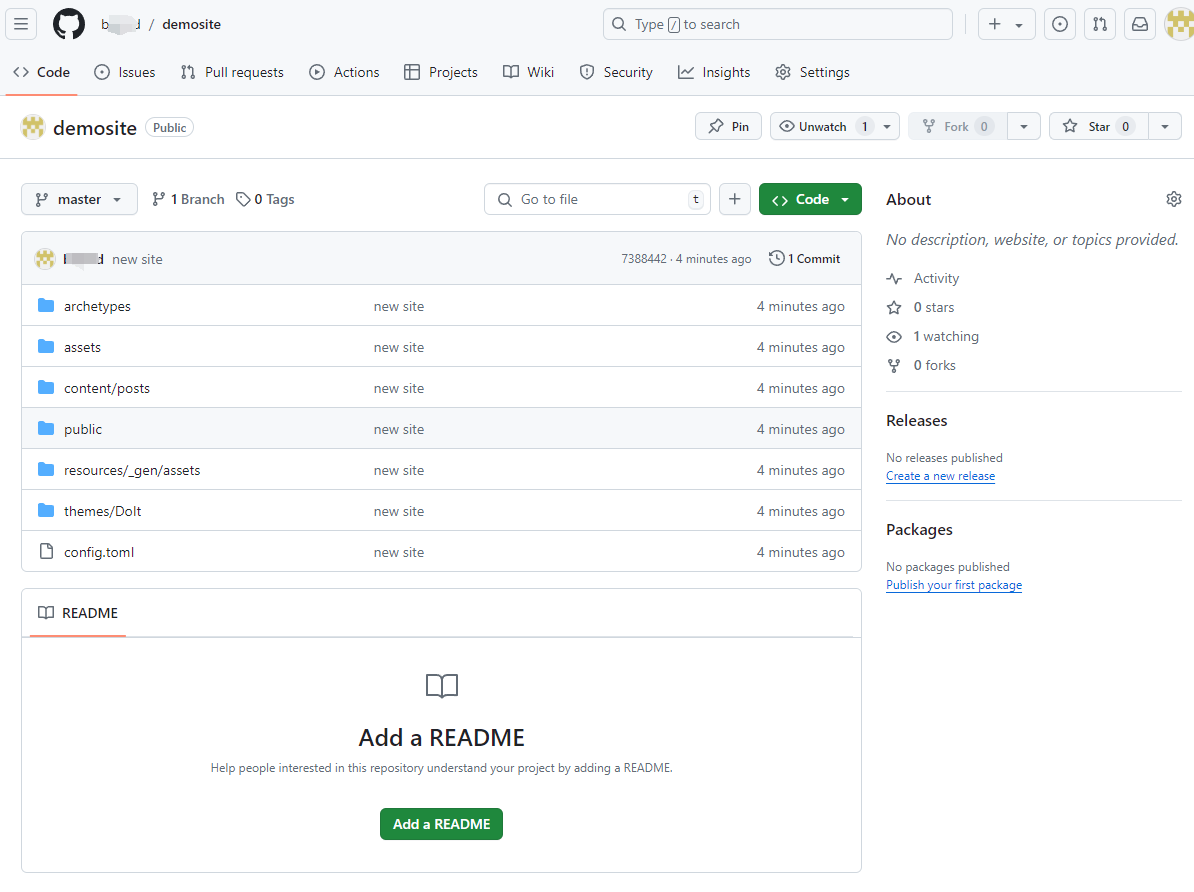 / demosite
Type / to search
Code Issues Pull requests Actions Projects Wiki Security Insights Settings
demosite Public
Pin Unwatch 1 Fork 0 Star 0
master 1 Branch 0 Tags
Go to file t
Code
new site 7388442 · 4 minutes ago 1 Commit
archetypes new site 4 minutes ago
assets new site 4 minutes ago
content/posts new site 4 minutes ago
public new site 4 minutes ago
resources/_gen/assets new site 4 minutes ago
themes/DoIt new site 4 minutes ago
config.toml new site 4 minutes ago
README
Add a README
Help people interested in this repository understand your project by adding a README.
Add a README
About
No description, website, or topics provided.
Activity
0 stars
1 watching
0 forks
Releases
No releases published
Create a new release
Packages
No packages published
Publish your first package